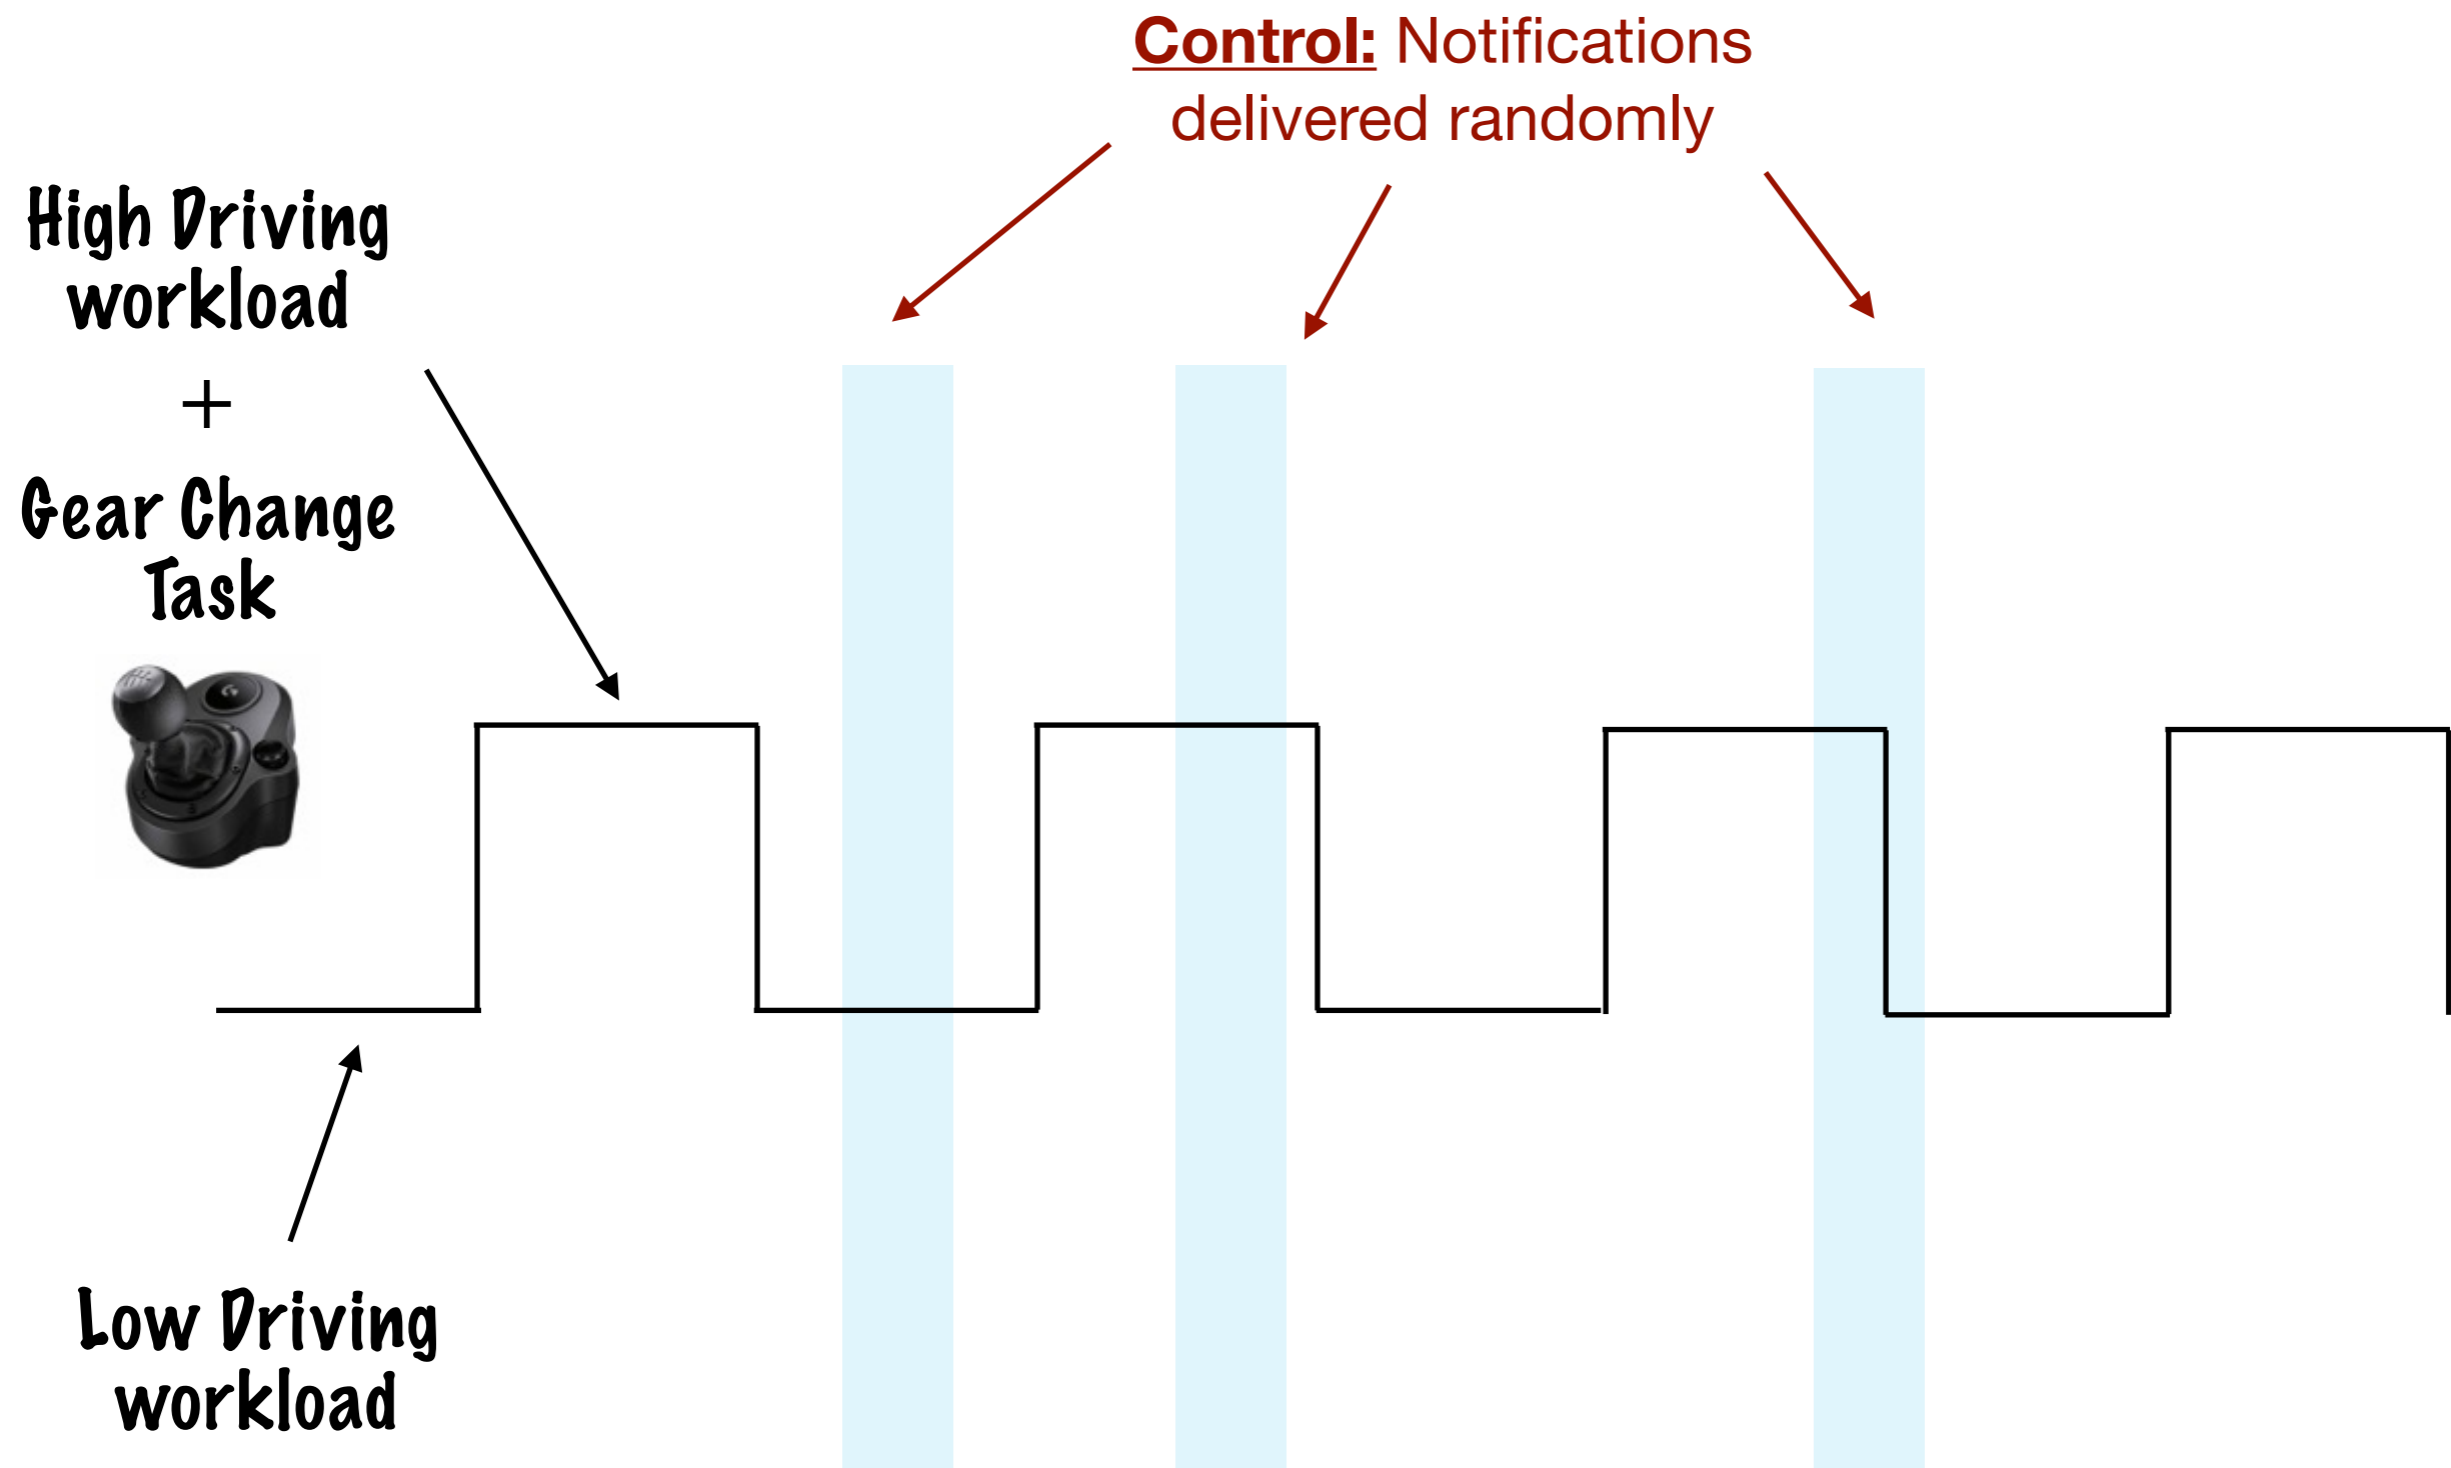 Control: Notifications
delivered randomly
High Driving
workload
+
Gear Change
Task
Low Driving
workload